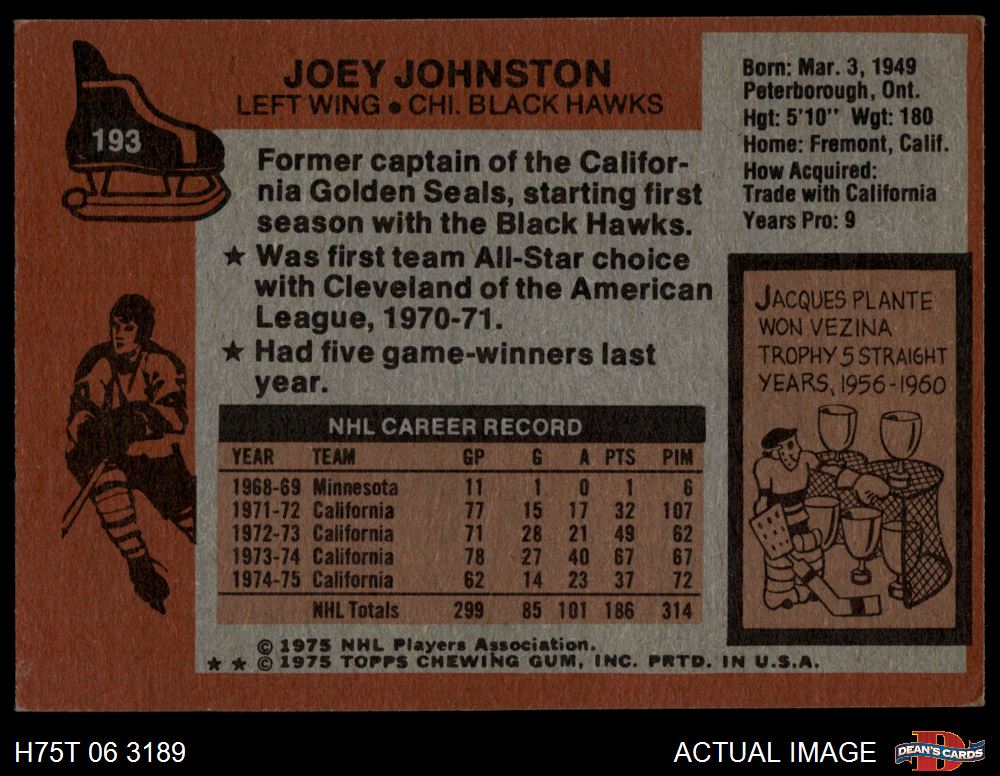 193
JOEY JOHNSTON
LEFT WING • CHI. BLACK HAWKS
Born: Mar. 3, 1949
Peterborough, Ont.
Hgt: 5'10" Wgt: 180
Home: Fremont, Calif.
How Acquired:
Trade with California
Years Pro: 9
Former captain of the Califor-
nia Golden Seals, starting first
season with the Black Hawks.
★ Was first team All-Star choice
with Cleveland of the American
League, 1970-71.
★ Had five game-winners last
year.
JACQUES PLANTE
WON VEZINA
TROPHY 5 STRAIGHT
YEARS, 1956-1960
NHL CAREER RECORD
YEAR TEAM GP G A PTS PIM
1968-69 Minnesota 11 1 0 1 6
1971-72 California 77 15 17 32 107
1972-73 California 71 28 21 49 62
1973-74 California 78 27 40 67 67
1974-75 California 62 14 23 37 72
NHL Totals 299 85 101 186 314
© 1975 NHL Players Association.
★ ★ © 1975 TOPPS CHEWING GUM, INC. PRTD. IN U.S.A.
H75T 06 3189
ACTUAL IMAGE
DEAN'S CARDS